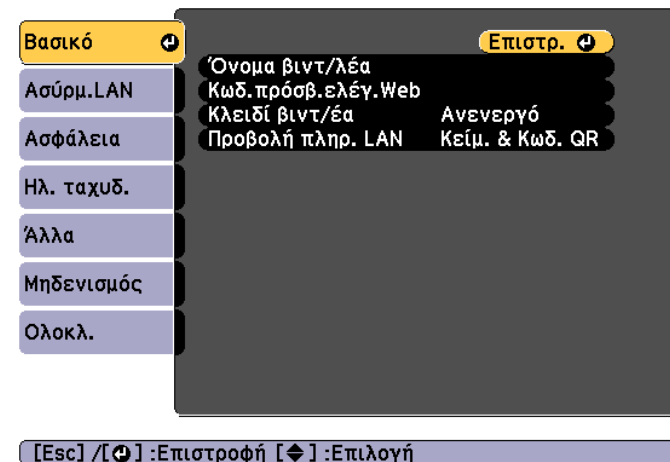 Βασικό
Ασύρμ.LAN
Ασφάλεια
Ηλ. ταχυδ.
Άλλα
Μηδενισμός
Ολοκλ.
Επιστρ.
Όνομα βιντ/λέα
Κωδ.πρόσβ.ελέγ.Web
Κλειδί βιντ/έα Ανενεργό
Προβολή πληρ. LAN Κείμ. & Κωδ. QR
[Esc] /[ ] :Επιστροφή [ ] :Επιλογή